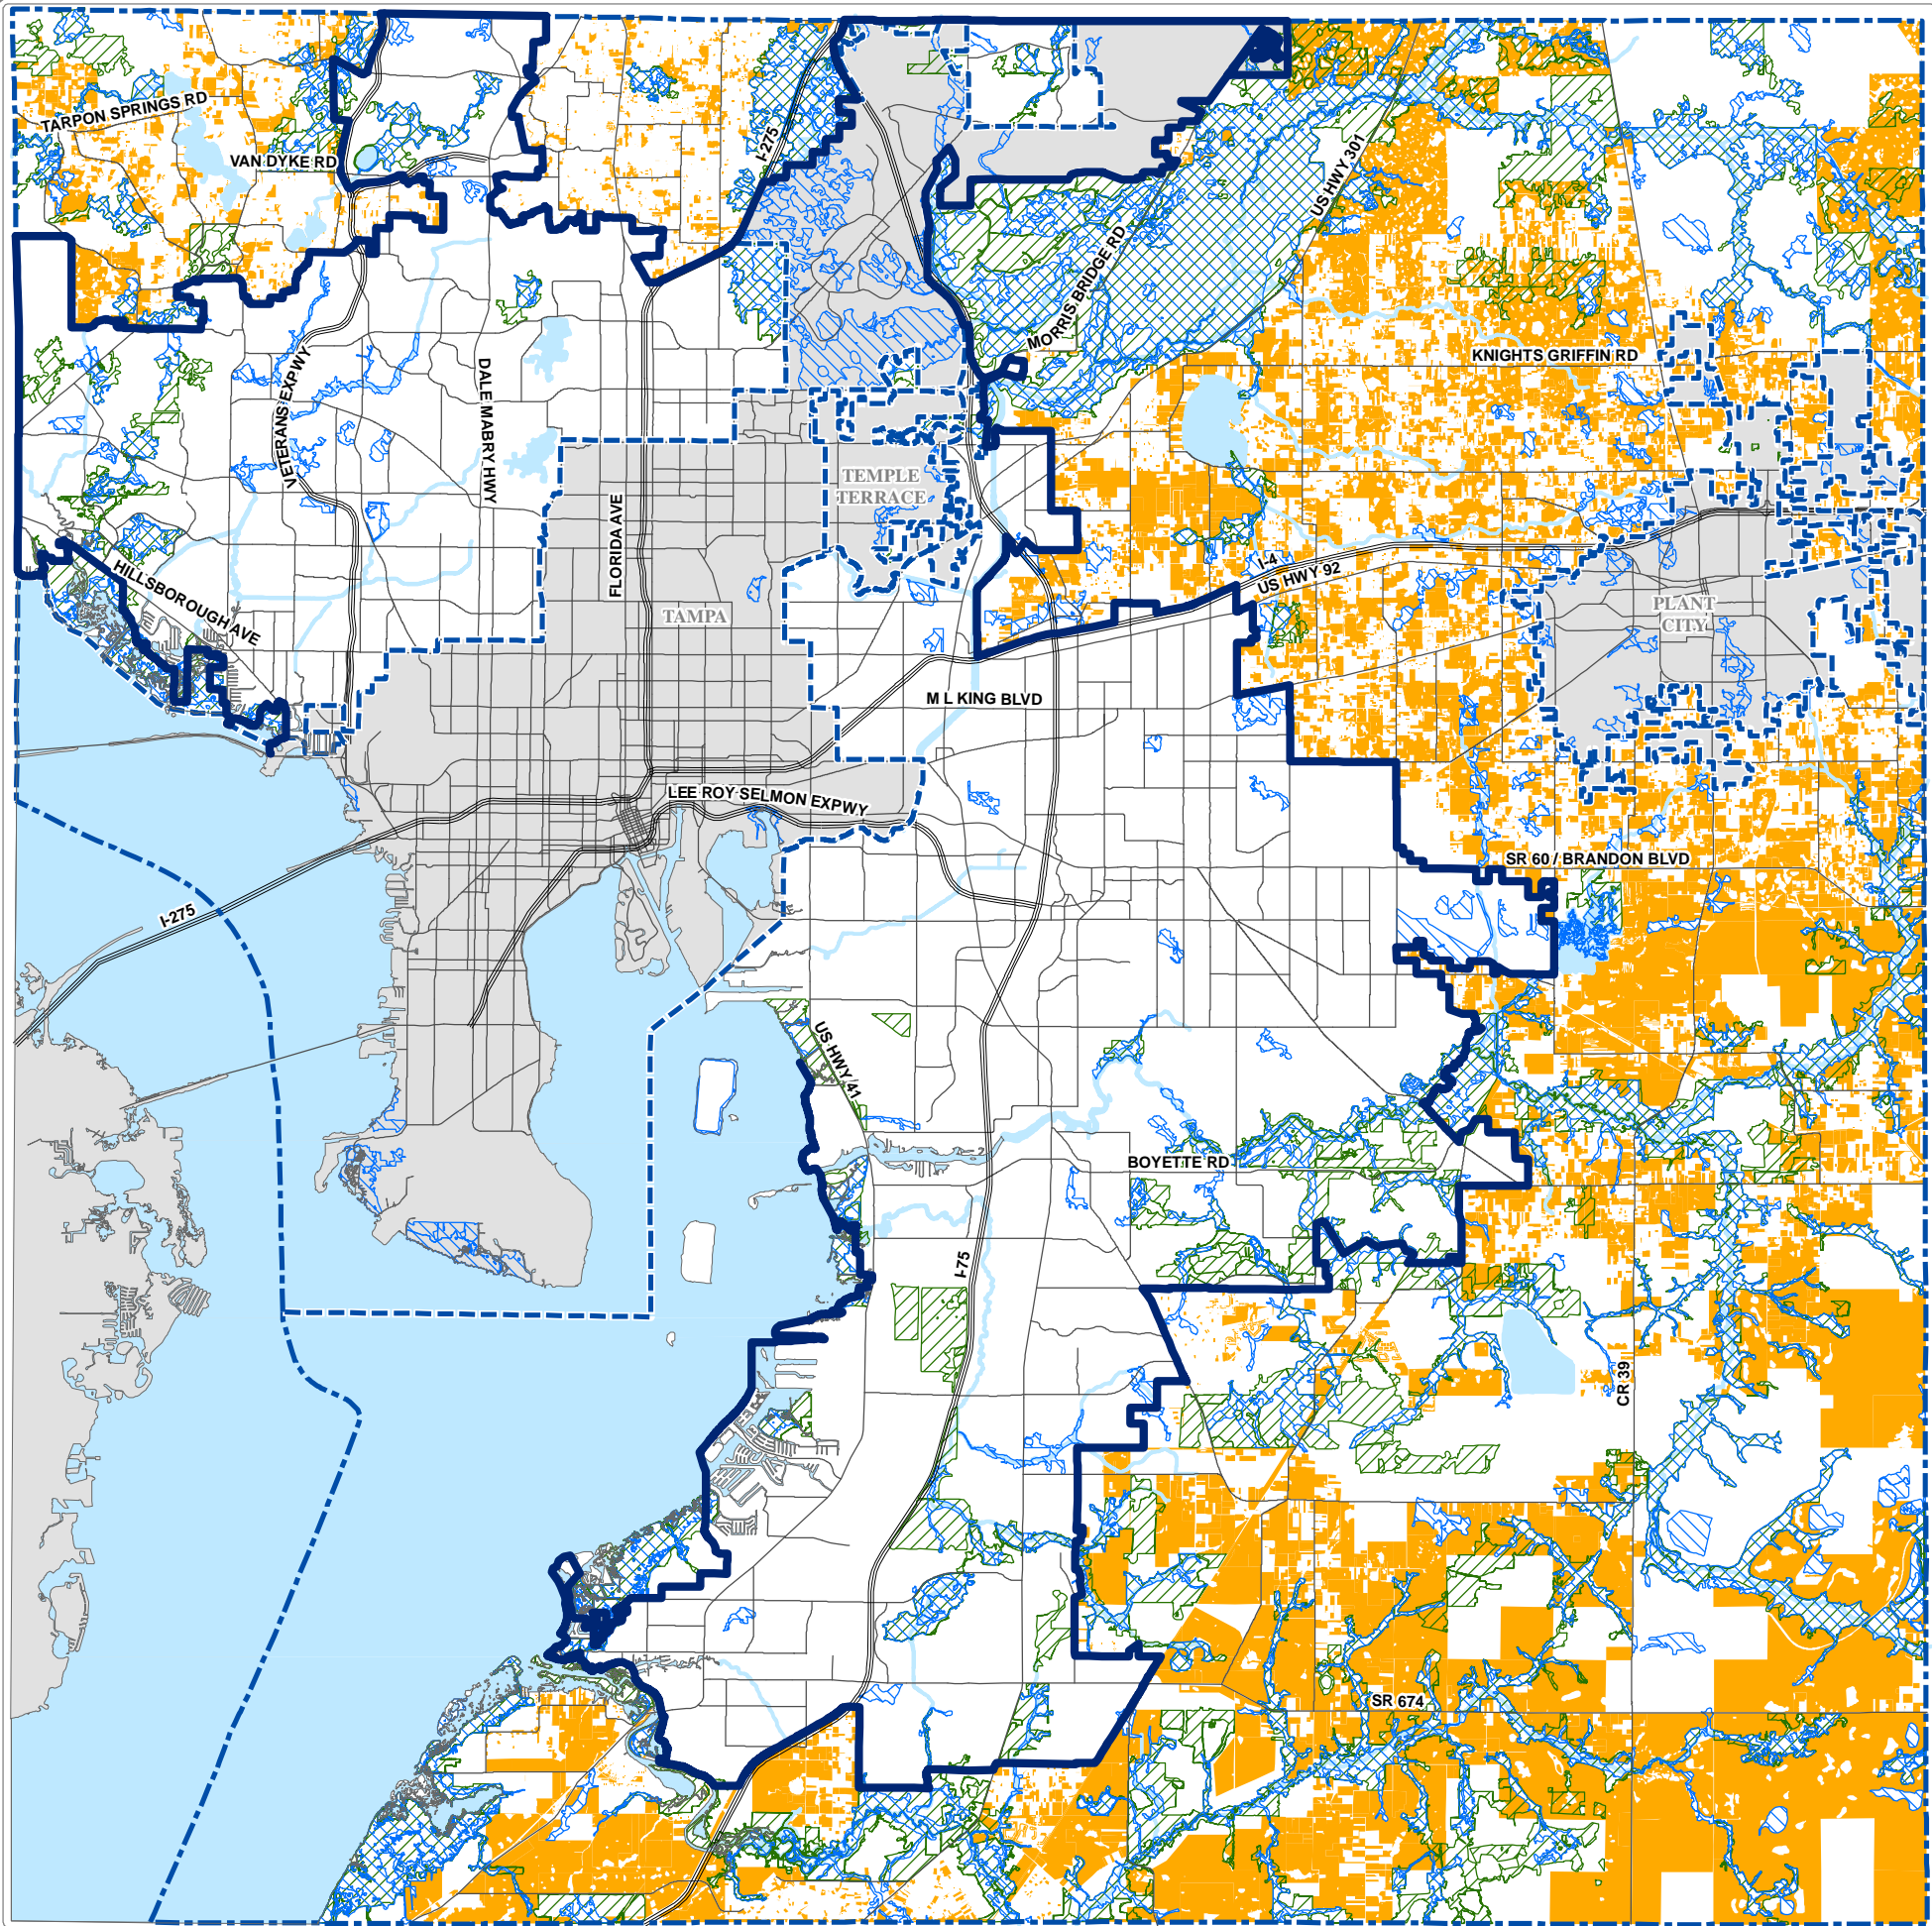 TARPON SPRINGS RD
VAN DYKE RD
I-275
US HWY 301
MORRIS BRIDGE RD
KNIGHTS GRIFFIN RD
VETERANS EXPWY
DALE MABRY HWY
TEMPLE
TERRACE
FLORIDA AVE
I-4
US HWY 92
HILLSBOROUGH AVE
TAMPA
PLANT
CITY
M L KING BLVD
LEE ROY SELMON EXPWY
SR 60 / BRANDON BLVD
I-275
US HWY 41
BOYETTE RD
I-75
CR 39
SR 674